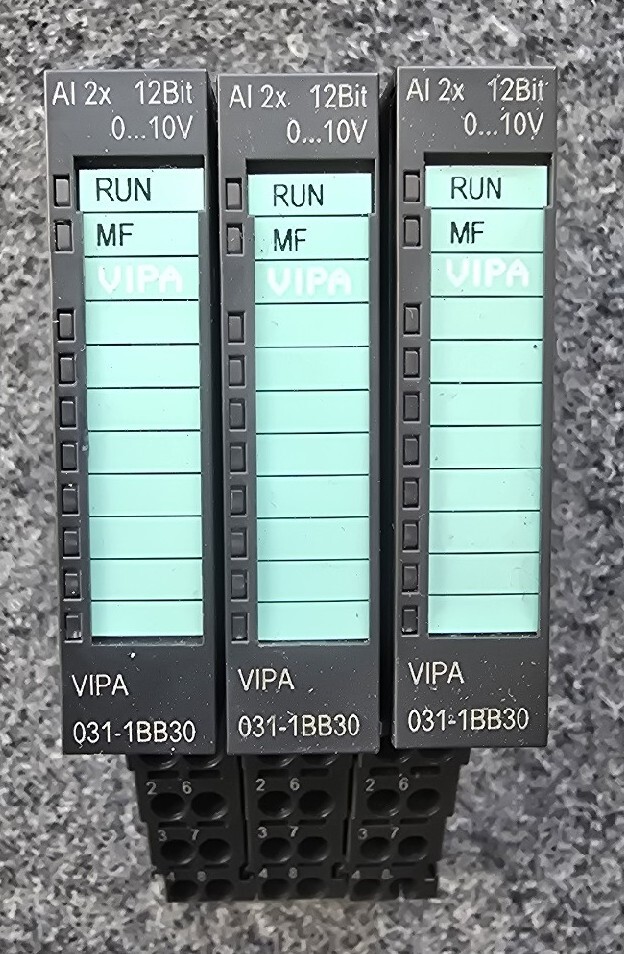 AI 2x 12Bit
0...10V
RUN
MF
VIPA
VIPA
031-1BB30
2 6
3 7
4 8
AI 2x 12Bit
0...10V
RUN
MF
VIPA
VIPA
031-1BB30
2 6
3 7
4 8
AI 2x 12Bit
0...10V
RUN
MF
VIPA
VIPA
031-1BB30
2 6
3 7
4 8